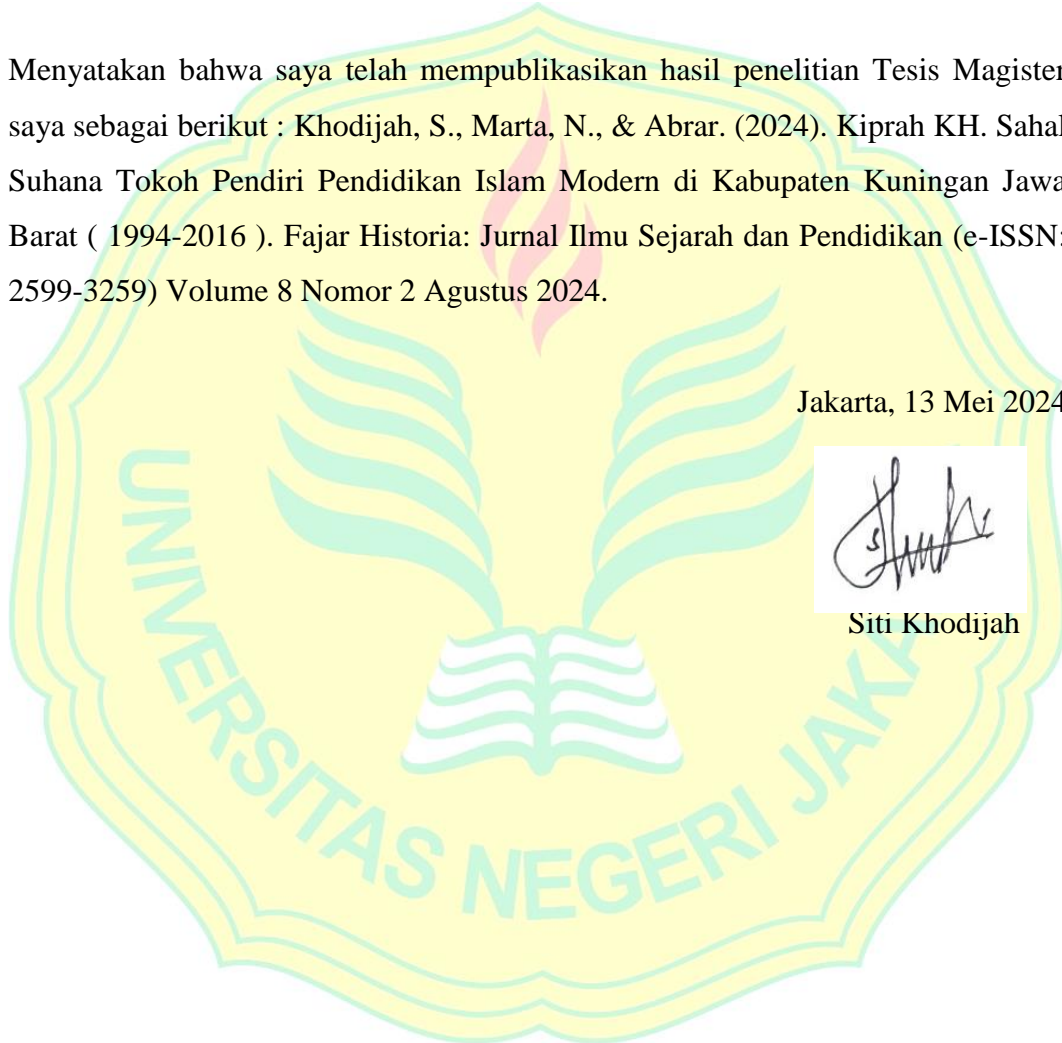 Menyatakan bahwa saya telah mempublikasikan hasil penelitian Tesis Magister
saya sebagai berikut : Khodijah, S., Marta, N., & Abrar. (2024). Kiprah KH. Sahal
Suhana Tokoh Pendiri Pendidikan Islam Modern di Kabupaten Kuningan Jawa
Barat ( 1994-2016 ). Fajar Historia: Jurnal Ilmu Sejarah dan Pendidikan (e-ISSN:
2599-3259) Volume 8 Nomor 2 Agustus 2024.
Jakarta, 13 Mei 2024
Siti Khodijah
UNIVERSITAS NEGERI JAKA